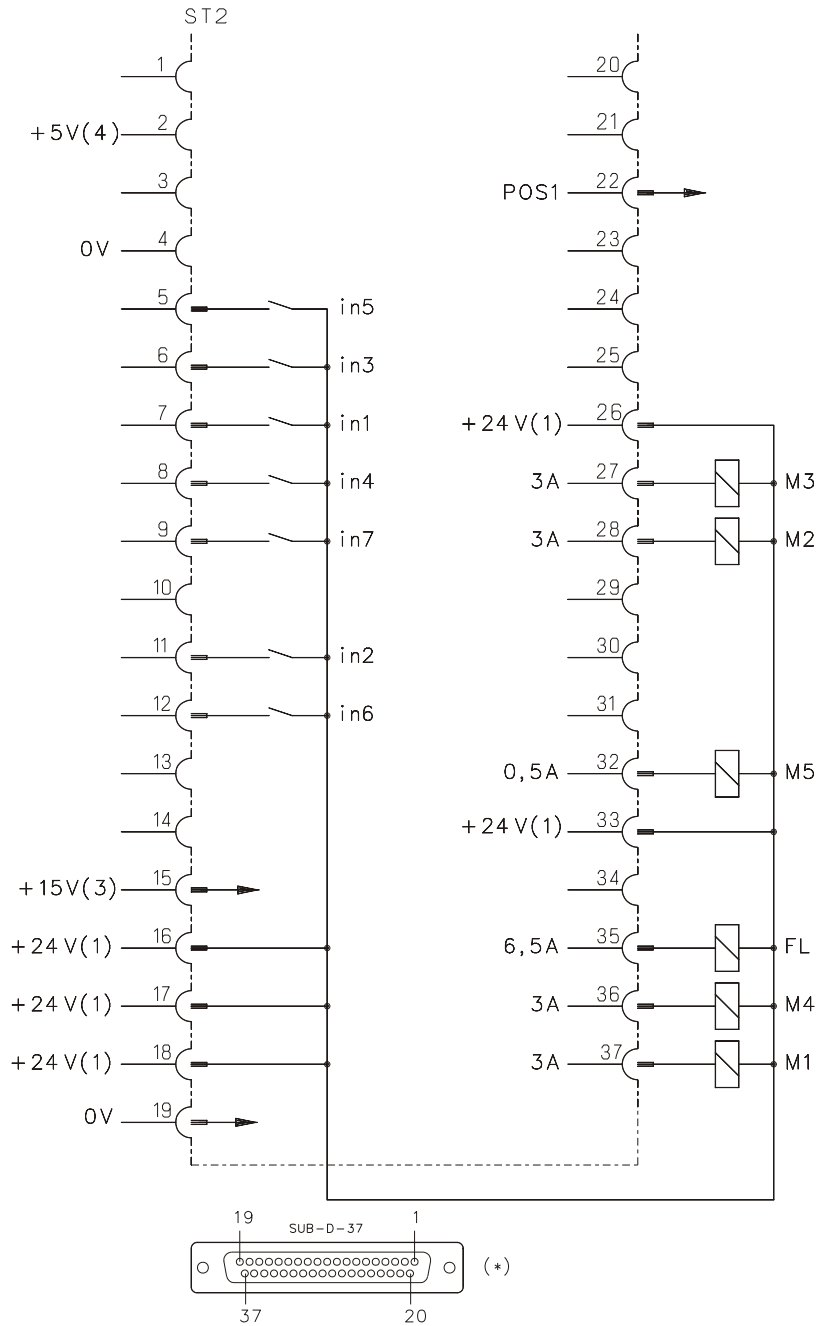 ST2
1
+5V(4) 2
3
0V 4
5 in5
6 in3
7 in1
8 in4
9 in7
10
11 in2
12 in6
13
14
+15V(3) 15
+24V(1) 16
+24V(1) 17
+24V(1) 18
0V 19
20
21
POS1 22
23
24
25
+24V(1) 26
3A 27 M3
3A 28 M2
29
30
31
0,5A 32 M5
+24V(1) 33
34
6,5A 35 FL
3A 36 M4
3A 37 M1
19 SUB-D-37 1
(*)
37 20